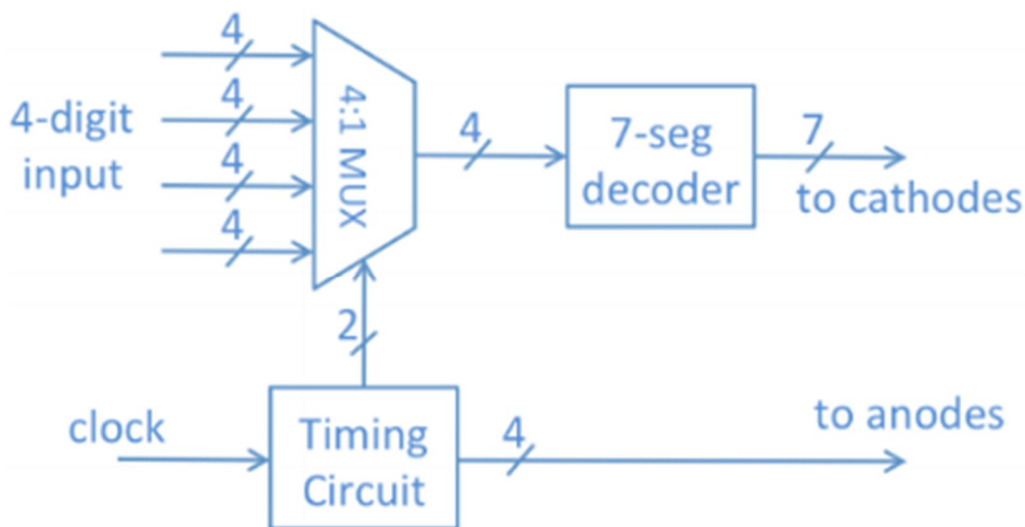 4
4
4-digit
input
4
4
4:1 MUX
4
7-seg
decoder
7
to cathodes
2
clock
Timing
Circuit
4
to anodes